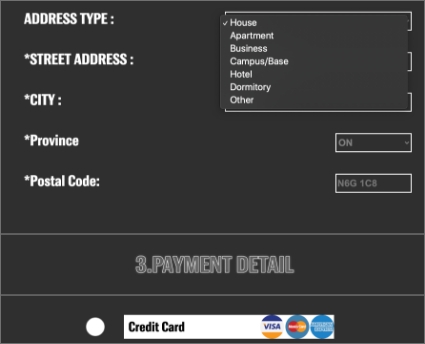 ADDRESS TYPE :
✓ House
Apartment
Business
Campus/Base
Hotel
Dormitory
Other
*STREET ADDRESS :
*CITY :
*Province
ON
*Postal Code:
N6G 1C8
3.PAYMENT DETAIL
Credit Card
VISA